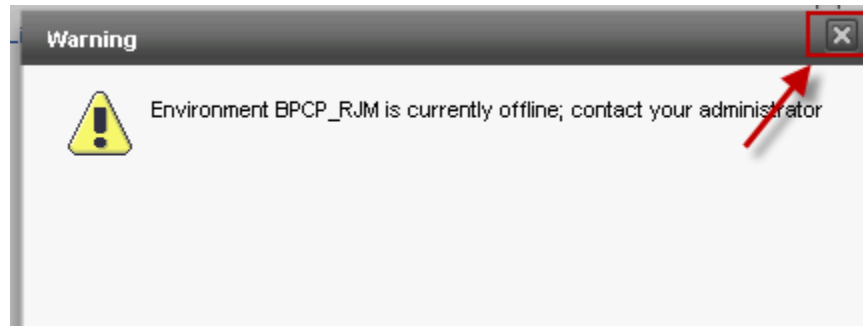 Warning
Environment BPCP_RJM is currently offline; contact your administrator